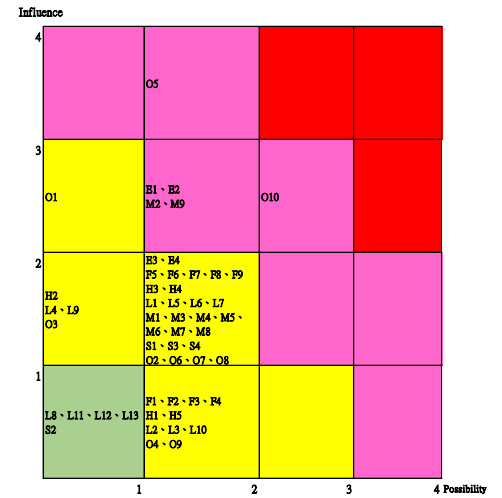 Influence
4
O5
3
O1
E1、E2
M2、M9
O10
2
H2
L4、L9
O3
E3、E4
F5、F6、F7、F8、F9
H3、H4
L1、L5、L6、L7
M1、M3、M4、M5、
M6、M7、M8
S1、S3、S4
O2、O6、O7、O8
1
L8、L11、L12、L13
S2
F1、F2、F3、F4
H1、H5
L2、L3、L10
O4、O9
1 2 3 4 Possibility